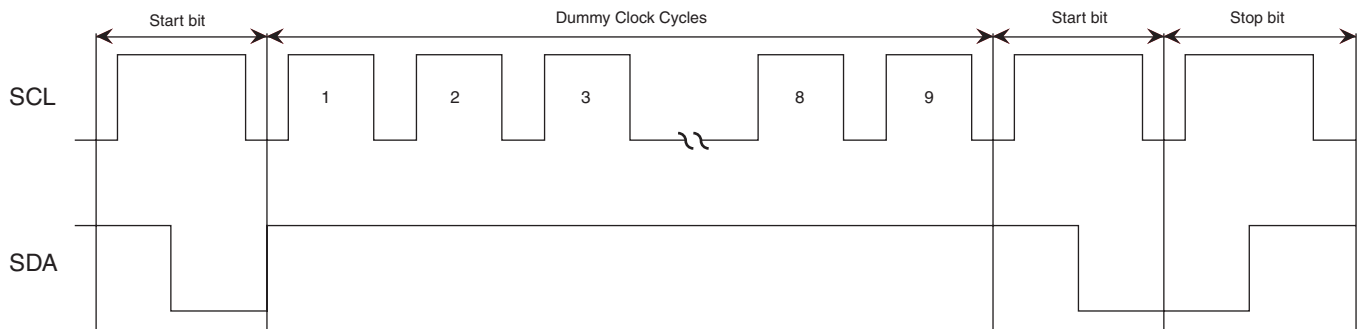 Start bit
Dummy Clock Cycles
Start bit
Stop bit
SCL
1
2
3
8
9
SDA